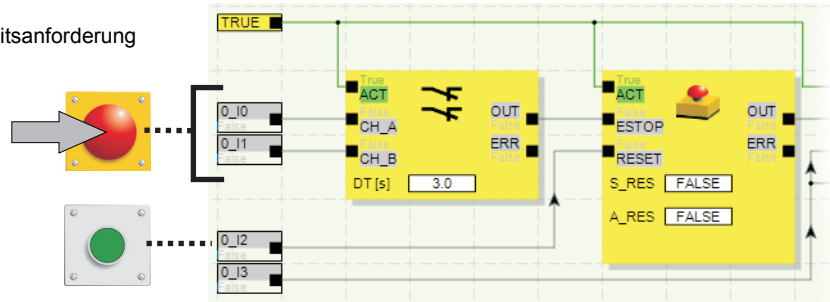 itsanforderung
TRUE
0_I0
False
0_I1
False
0_I2
False
0_I3
False
True
ACT
False
CH_A
False
CH_B
OUT
False
ERR
False
DT [s] 3.0
True
ACT
False
ESTOP
False
RESET
OUT
False
ERR
False
S_RES FALSE
A_RES FALSE